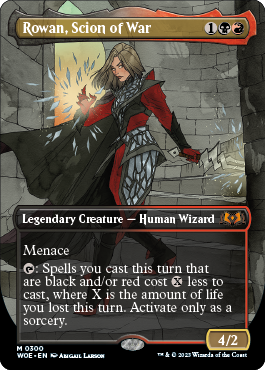 Rowan, Scion of War 1
Legendary Creature — Human Wizard
Menace
: Spells you cast this turn that
are black and/or red cost X less to
cast, where X is the amount of life
you lost this turn. Activate only as a
sorcery.
4/2
M 0300
WOE • EN ABIGAIL LARSON
™ & © 2023 Wizards of the Coast